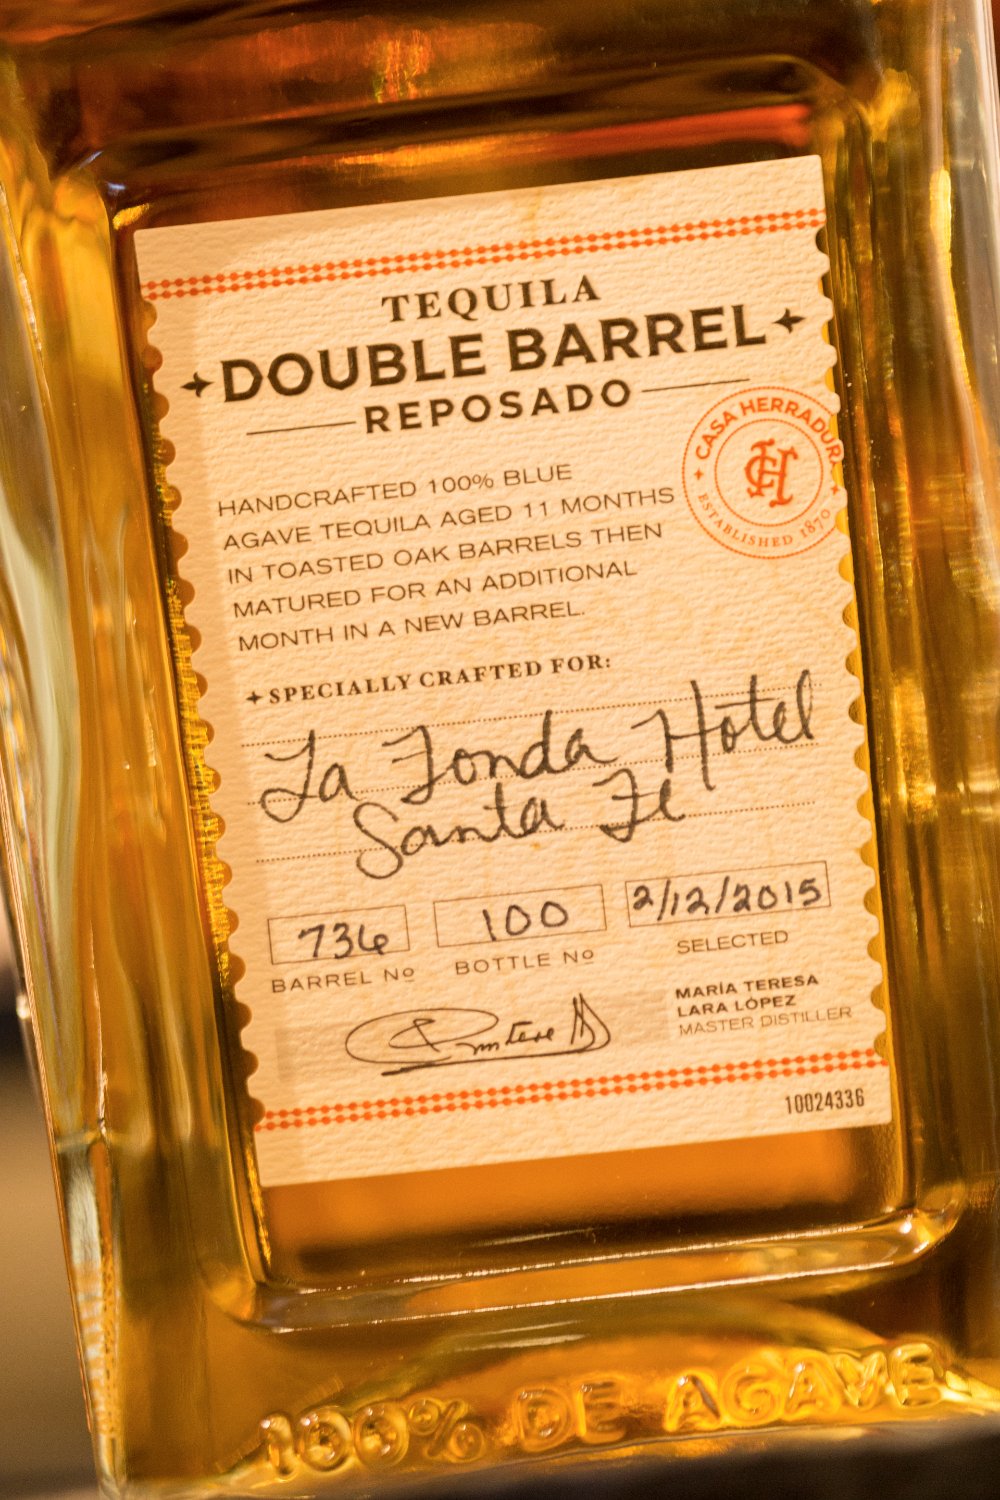 TEQUILA
DOUBLE BARREL
REPOSADO
CASA HERRADURA
ESTABLISHED 1870
HANDCRAFTED 100% BLUE
AGAVE TEQUILA AGED 11 MONTHS
IN TOASTED OAK BARRELS THEN
MATURED FOR AN ADDITIONAL
MONTH IN A NEW BARREL.
SPECIALLY CRAFTED FOR:
La Fonda Hotel
Santa Fe
736 100 2/12/2015
BARREL Nº BOTTLE Nº SELECTED
MARÍA TERESA
LARA LÓPEZ
MASTER DISTILLER
10024336
100% DE AGAVE